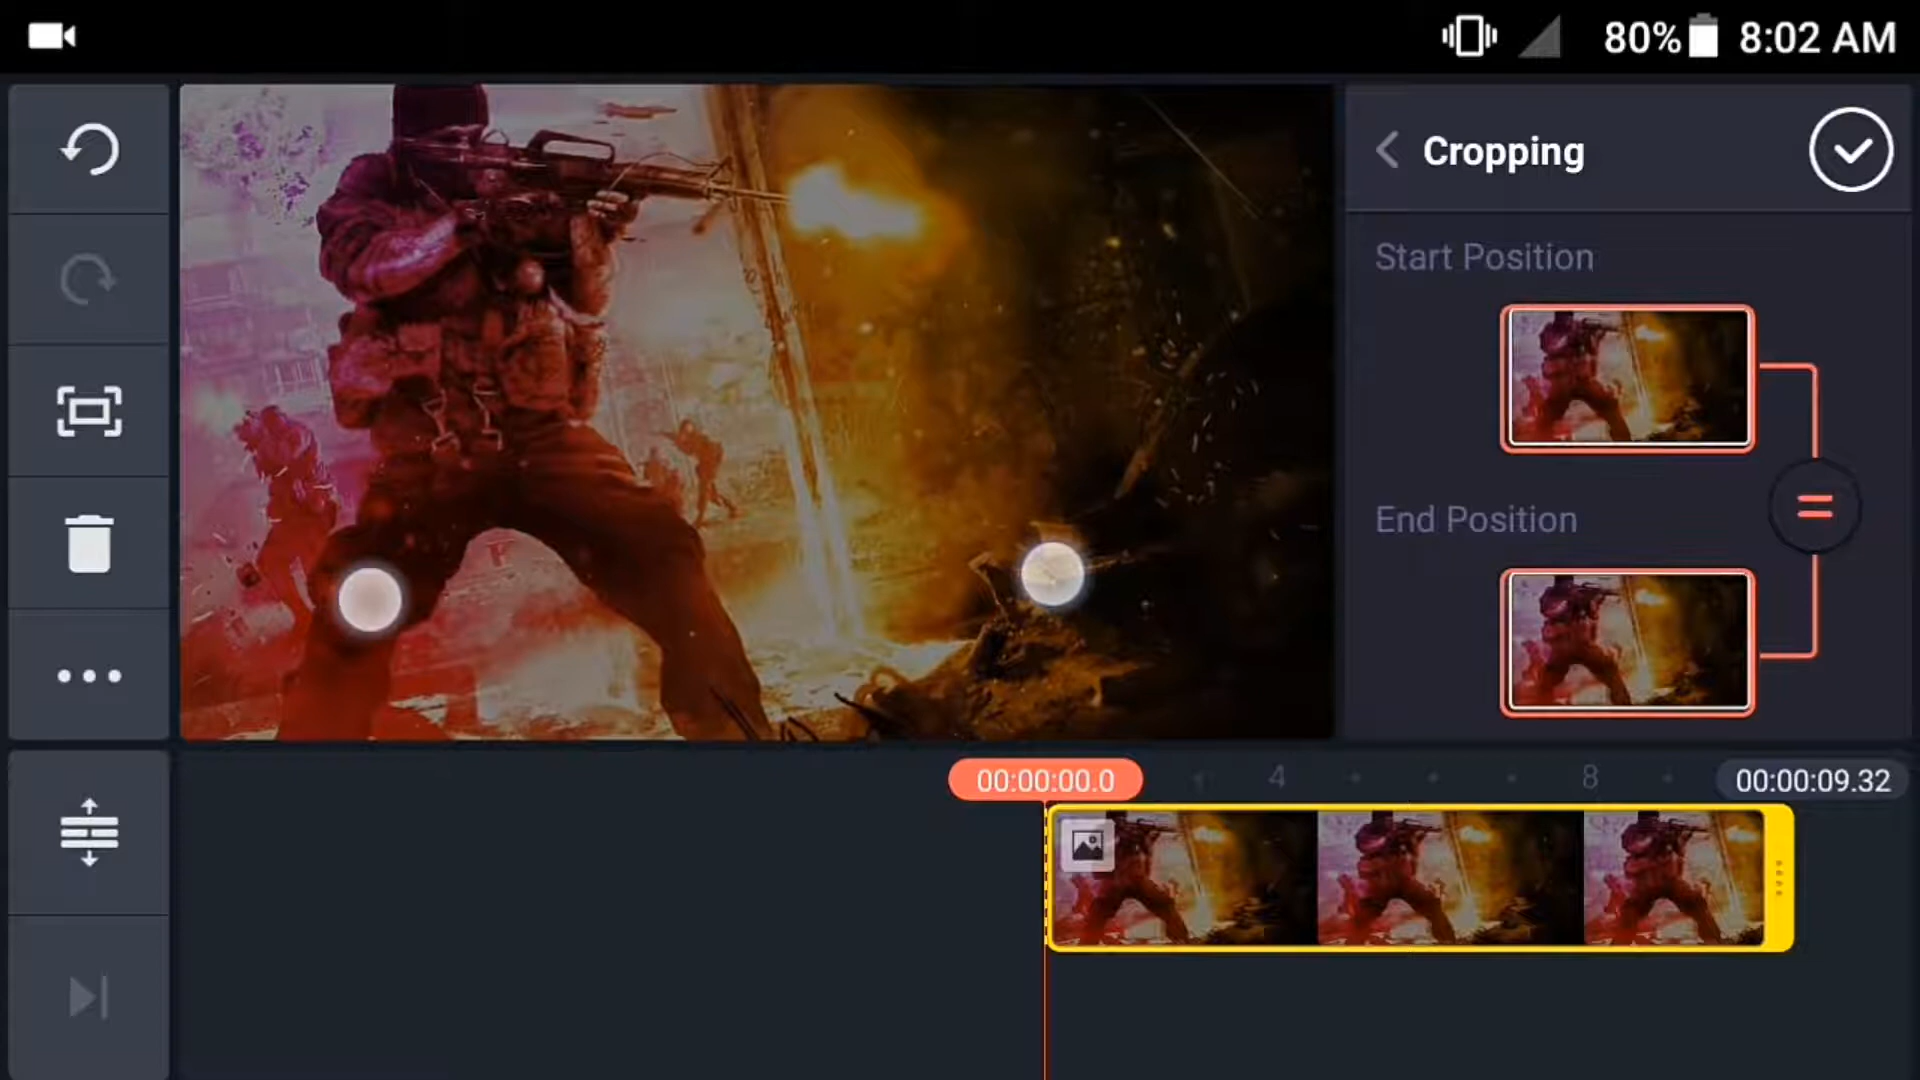 80% 8:02 AM
Cropping
Start Position
End Position
00:00:00.0 4 8 00:00:09.32